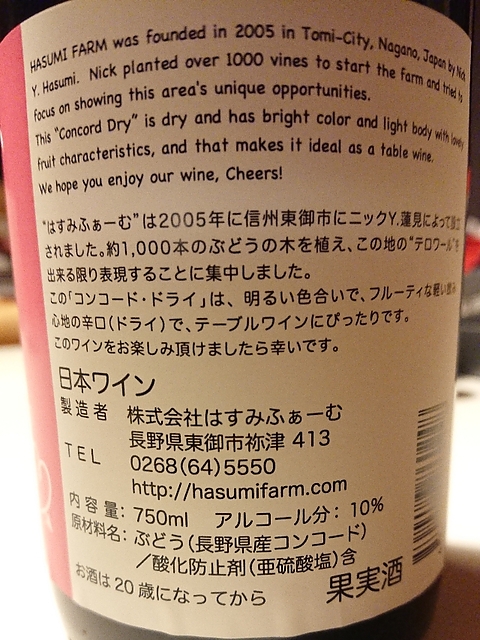 HASUMI FARM was founded in 2005 in Tomi-City, Nagano, Japan by Nick
Y. Hasumi. Nick planted over 1000 vines to start the farm and tried to
focus on showing this area's unique opportunities.
This "Concord Dry" is dry and has bright color and light body with lovely
fruit characteristics, and that makes it ideal as a table wine.
We hope you enjoy our wine, Cheers!
"はすみふぁーむ"は2005年に信州東御市にニックY.蓮見によって設立
されました。約1,000本のぶどうの木を植え、この地の"テロワール"を
出来る限り表現することに集中しました。
この「コンコード・ドライ」は、明るい色合いで、フルーティな軽い飲み
心地の辛口(ドライ)で、テーブルワインにぴったりです。
このワインをお楽しみ頂けましたら幸いです。
日本ワイン
製造者 株式会社はすみふぁーむ
長野県東御市祢津 413
TEL 0268(64)5550
http://hasumifarm.com
内容量: 750ml アルコール分: 10%
原材料名: ぶどう(長野県産コンコード)
/酸化防止剤(亜硫酸塩)含
お酒は20歳になってから 果実酒